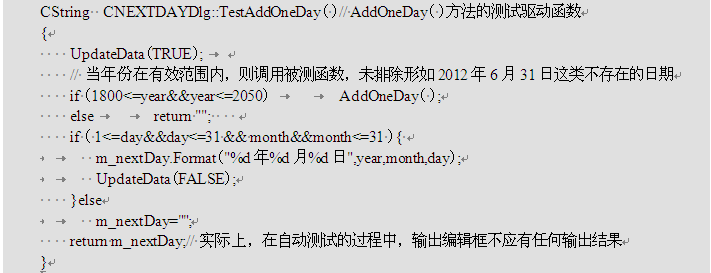 CString CNEXTDAYDlg::TestAddOneDay( )// AddOneDay( )方法的测试驱动函数
{
UpdateData(TRUE);
// 当年份在有效范围内，则调用被测函数，未排除形如 2012 年 6 月 31 日这类不存在的日期
if (1800<=year&&year<=2050) AddOneDay( );
else return "";
if ( 1<=day&&day<=31 && month&&month<=31 ){
m_nextDay.Format("%d 年%d 月%d 日",year,month,day);
UpdateData(FALSE);
}else
m_nextDay="";
return m_nextDay;// 实际上，在自动测试的过程中，输出编辑框不应有任何输出结果
}